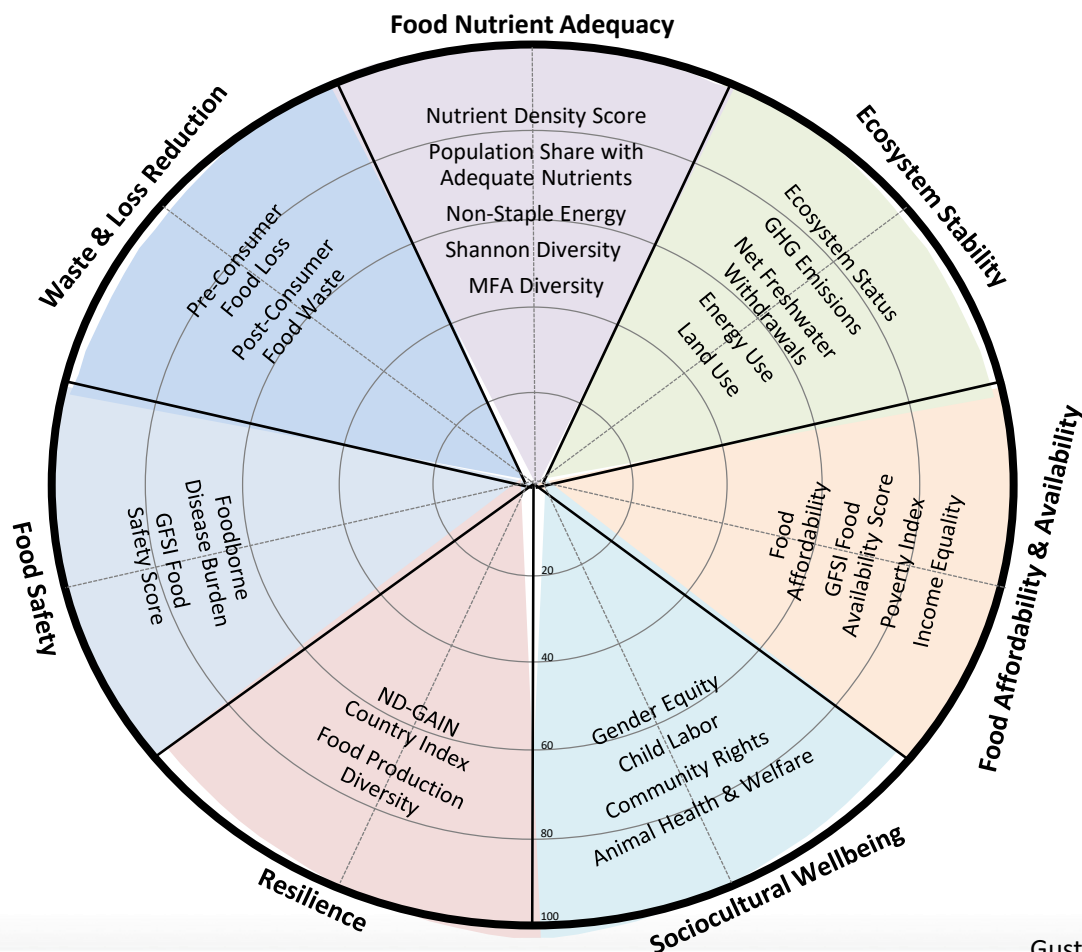 Food Nutrient Adequacy
Nutrient Density Score
Population Share with
Adequate Nutrients
Non-Staple Energy
Shannon Diversity
MFA Diversity
Ecosystem Stability
Ecosystem Status
GHG Emissions
Net Freshwater
Withdrawals
Energy Use
Land Use
Food Affordability & Availability
Food
Affordability
GFSI Food
Availability Score
Poverty Index
Income Equality
Sociocultural Wellbeing
Gender Equity
Child Labor
Community Rights
Animal Health & Welfare
Resilience
ND-GAIN
Country Index
Food Production
Diversity
Food Safety
Foodborne
Disease Burden
GFSI Food
Safety Score
Waste & Loss Reduction
Pre-Consumer
Food Loss
Post-Consumer
Food Waste
20
40
60
80
100
Gust